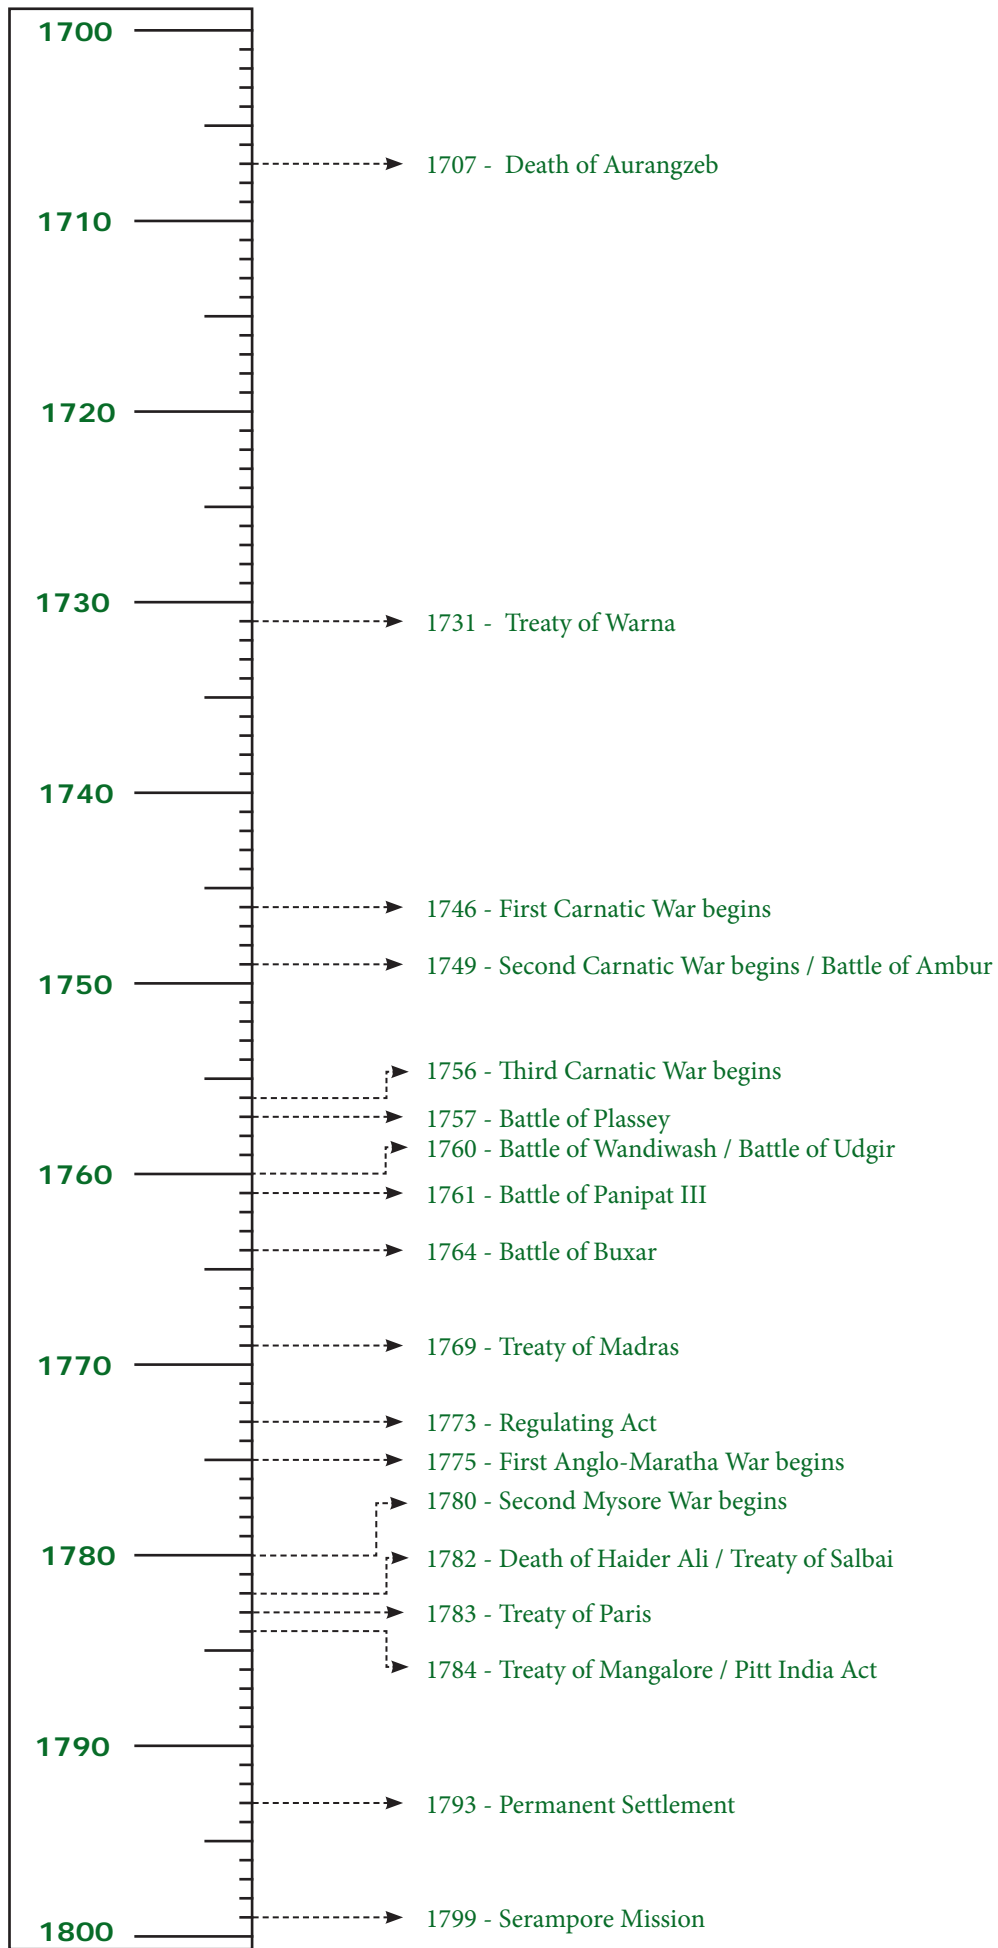 1700
1707 - Death of Aurangzeb
1710
1720
1730
1731 - Treaty of Warna
1740
1746 - First Carnatic War begins
1749 - Second Carnatic War begins / Battle of Ambur
1750
1756 - Third Carnatic War begins
1757 - Battle of Plassey
1760 - Battle of Wandiwash / Battle of Udgir
1760
1761 - Battle of Panipat III
1764 - Battle of Buxar
1769 - Treaty of Madras
1770
1773 - Regulating Act
1775 - First Anglo-Maratha War begins
1780 - Second Mysore War begins
1780
1782 - Death of Haider Ali / Treaty of Salbai
1783 - Treaty of Paris
1784 - Treaty of Mangalore / Pitt India Act
1790
1793 - Permanent Settlement
1799 - Serampore Mission
1800